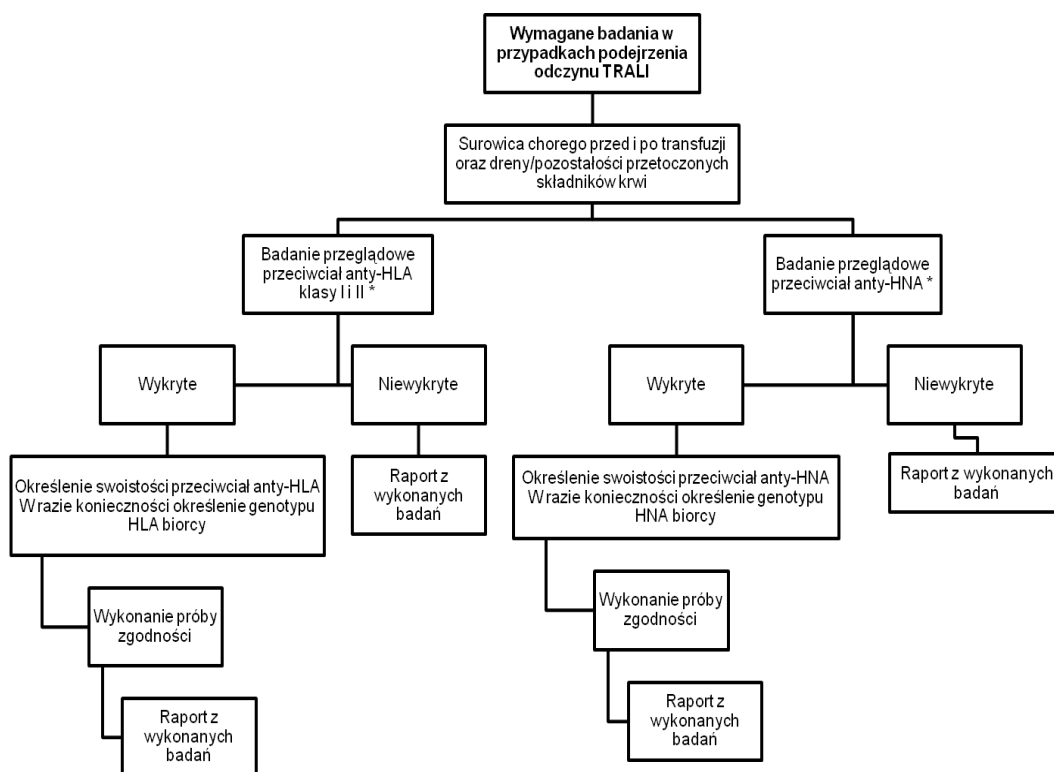 Wymagane badania w
przypadkach podejrzenia
odczynu TRALI
Surowica chorego przed i po transfuzji
oraz dreny/pozostałości przetoczonych
składników krwi
Badanie przeglądowe
przeciwciał anty-HLA
klasy I i II *
Badanie przeglądowe
przeciwciał anty-HNA *
Wykryte
Niewykryte
Wykryte
Niewykryte
Określenie swoistości przeciwciał anty-HLA
W razie konieczności określenie genotypu
HLA biorcy
Raport z
wykonanych
badań
Określenie swoistości przeciwciał anty-HNA
W razie konieczności określenie genotypu
HNA biorcy
Raport z wykonanych
badań
Wykonanie próby
zgodności
Wykonanie próby
zgodności
Raport z
wykonanych
badań
Raport z
wykonanych
badań